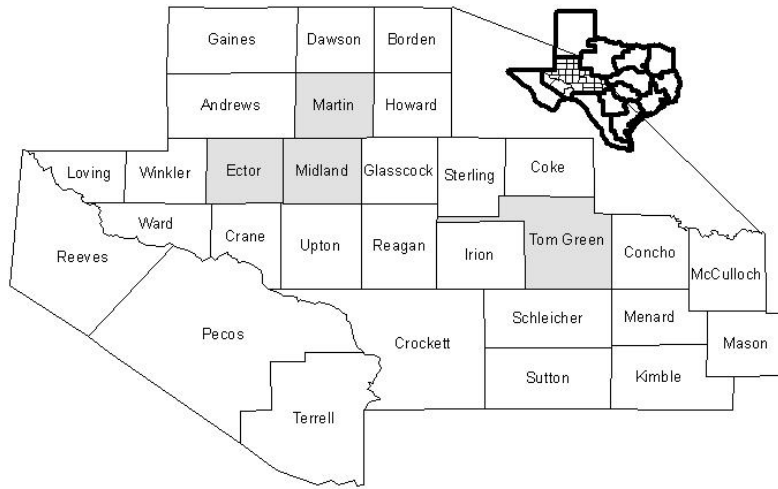 Gaines Dawson Borden
Andrews Martin Howard
Loving Winkler Ector Midland Glasscock Sterling Coke
Reeves Ward Crane Upton Reagan Irion Tom Green Concho McCulloch
Pecos Crockett Schleicher Menard Mason
Terrell Sutton Kimble